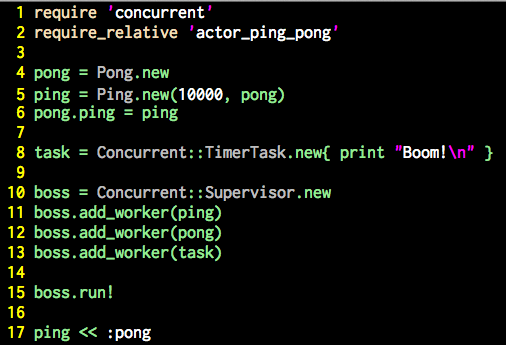 1 require 'concurrent'
2 require_relative 'actor_ping_pong'
3
4 pong = Pong.new
5 ping = Ping.new(10000, pong)
6 pong.ping = ping
7
8 task = Concurrent::TimerTask.new{ print "Boom!\n" }
9
10 boss = Concurrent::Supervisor.new
11 boss.add_worker(ping)
12 boss.add_worker(pong)
13 boss.add_worker(task)
14
15 boss.run!
16
17 ping << :pong